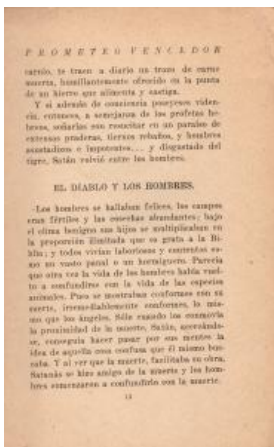 PROMETEO VENCEDOR
carnón, te traen a diario un trozo de carne
muerta, humillantemente ofrecido en la punta
de un hierro que alimenta y castiga.
Y si además de conciencia poseyeses viden-
cia, entonces, a semejanza de los profetas he-
breos, soñarías con resucitar en un paraíso de
extensas praderas, tiernos rebaños, y hombres
asustadizos e impotentes... y disgustado del
tigre, Satán volvió entre los hombres.
EL DIABLO Y LOS HOMBRES.
Los hombres se hallaban felices, los campos
eran fértiles y las cosechas abundantes; bajo
el clima benigno sus hijos se multiplicaban en
la proporción ilimitada que es grata a la Bi-
blia; y todos vivían laboriosos y contentos co-
mo un vasto panal o un hormiguero. Parecía
que otra vez la vida de los hombres había vuel-
to a confundirse con la vida de las especies
animales. Pues se mostraban conformes con su
suerte, irremediablemente conformes, lo mis-
mo que los ángeles. Sólo cuando los conmovía
la proximidad de la muerte, Satán, acercándo-
se, conseguía hacer pasar por sus mentes la
idea de aquella cosa confusa que él mismo bus-
caba. Y al ver que la muerte, facilitaba su obra,
Satanás se hizo amigo de la muerte y los hom-
bres comenzaron a confundirlo con la muerte.